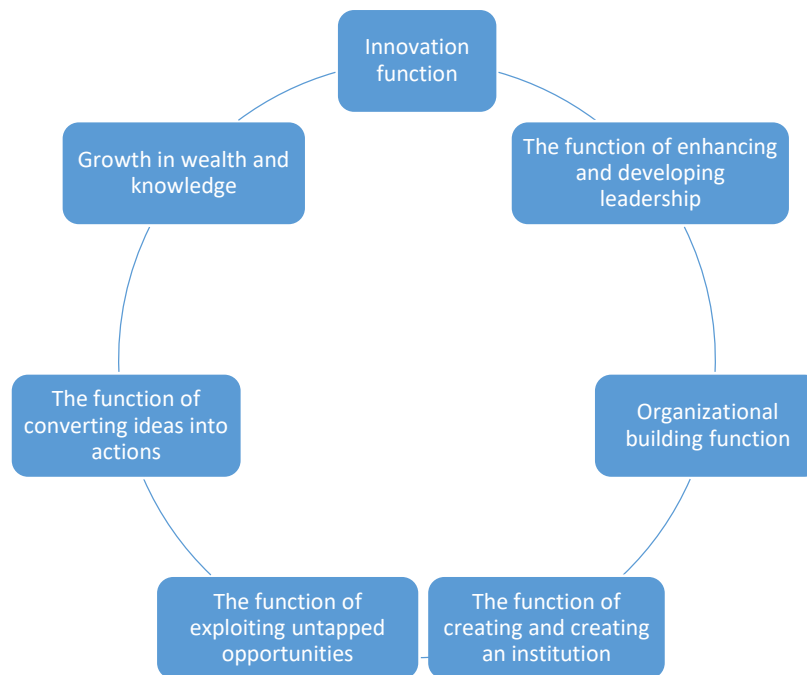 Innovation
function
The function of enhancing
and developing
leadership
Organizational
building function
The function of
creating and creating
an institution
The function of
exploiting untapped
opportunities
The function of
converting ideas into
actions
Growth in wealth and
knowledge